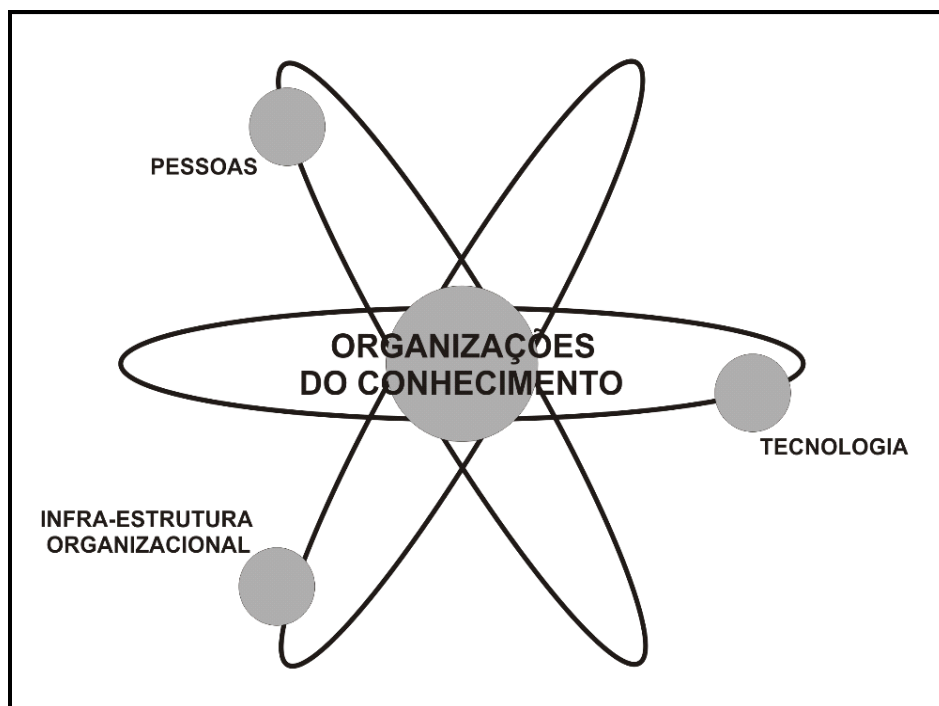 PESSOAS
ORGANIZAÇÕES
DO CONHECIMENTO
TECNOLOGIA
INFRA-ESTRUTURA
ORGANIZACIONAL